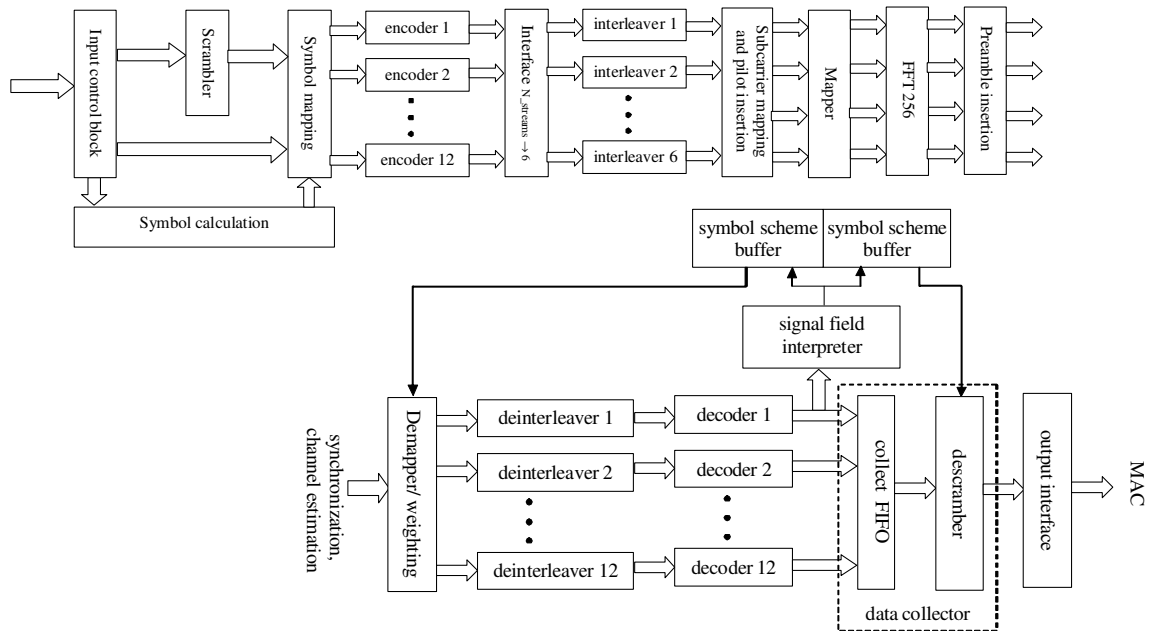 Input control
block
Scrambler
Symbol mapping
encoder 1
encoder 2
encoder 12
Interface N_streams → 6
interleaver 1
interleaver 2
interleaver 6
Subcarrier mapping
and pilot insertion
Mapper
FFT 256
Preamble insertion
Symbol calculation
symbol scheme
buffer
symbol scheme
buffer
signal field
interpreter
synchronization,
channel estimation
Demapper/ weighting
deinterleaver 1
deinterleaver 2
deinterleaver 12
decoder 1
decoder 2
decoder 12
collect FIFO
descramber
data collector
output interface
MAC